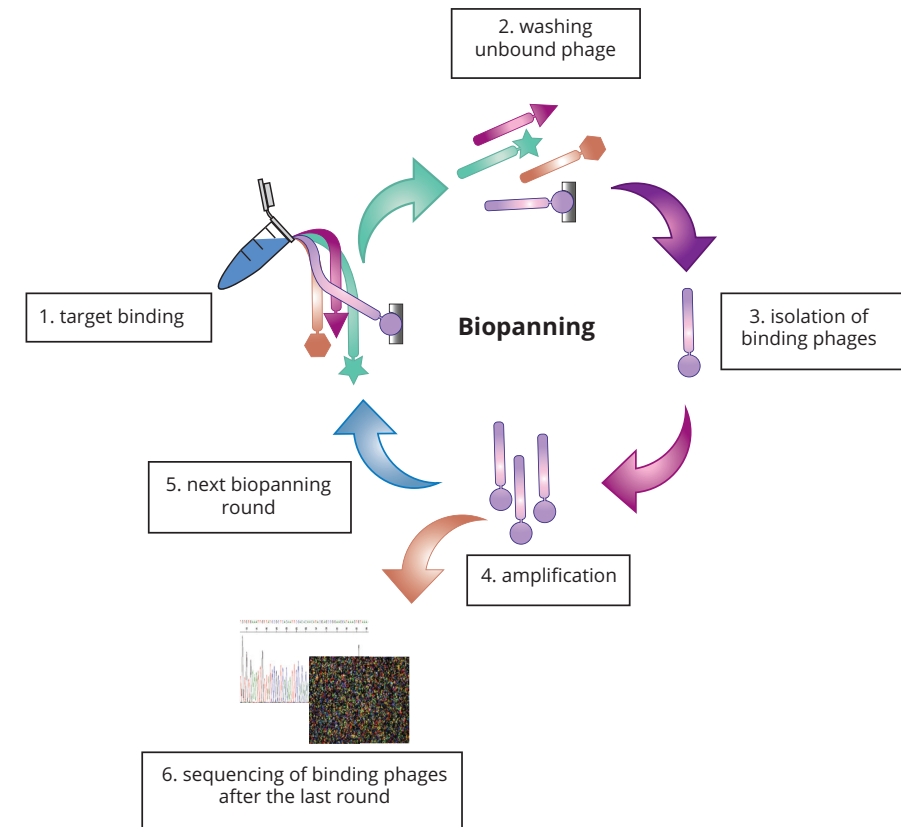 2. washing
unbound phage
1. target binding
Biopanning
3. isolation of
binding phages
5. next biopanning
round
4. amplification
6. sequencing of binding phages
after the last round